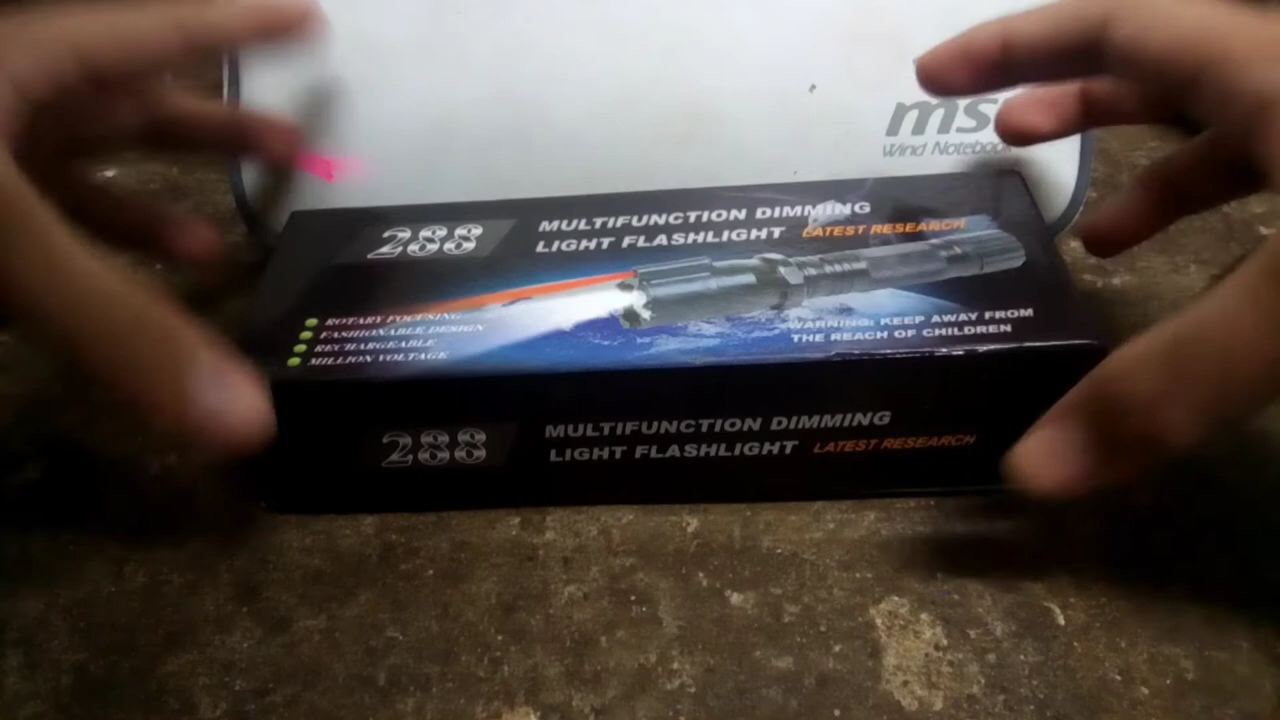 msi
Wind Notebook
288
MULTIFUNCTION DIMMING
LIGHT FLASHLIGHT LATEST RESEARCH
ROTARY FOCUSING
FASHIONABLE DESIGN
RECHARGEABLE
MILLION VOLTAGE
WARNING: KEEP AWAY FROM
THE REACH OF CHILDREN
288
MULTIFUNCTION DIMMING
LIGHT FLASHLIGHT LATEST RESEARCH